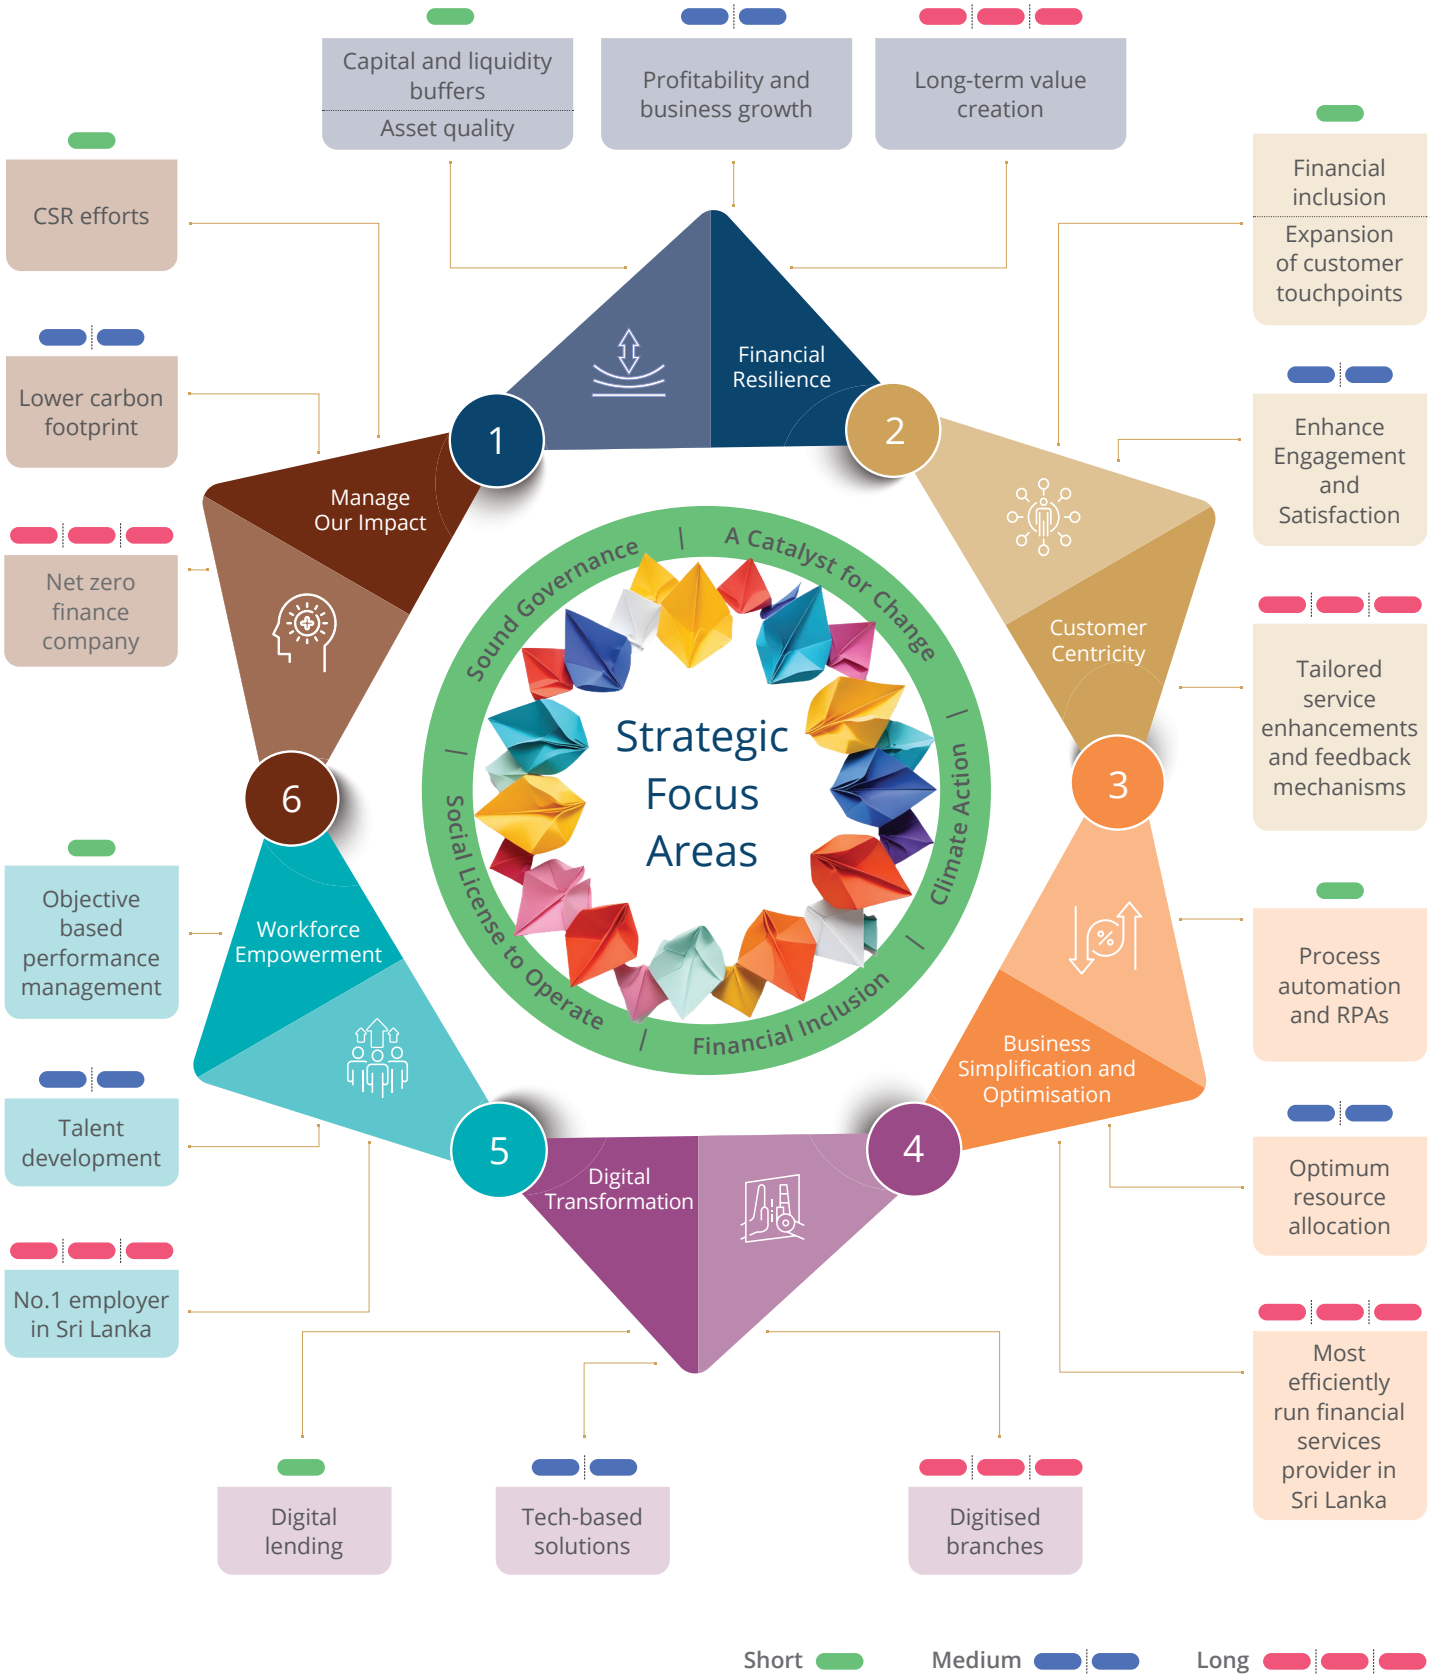 Capital and liquidity
buffers
Asset quality
Profitability and
business growth
Long-term value
creation
Financial
inclusion
Expansion
of customer
touchpoints
Enhance
Engagement
and
Satisfaction
Tailored
service
enhancements
and feedback
mechanisms
Process
automation
and RPAs
Optimum
resource
allocation
Most
efficiently
run financial
services
provider in
Sri Lanka
CSR efforts
Lower carbon
footprint
Net zero
finance
company
Objective
based
performance
management
Talent
development
No.1 employer
in Sri Lanka
Digital
lending
Tech-based
solutions
Digitised
branches
1
Financial
Resilience
2
Customer
Centricity
3
Business
Simplification and
Optimisation
4
Digital
Transformation
5
Workforce
Empowerment
6
Manage
Our Impact
Sound Governance | A Catalyst for Change | Climate Action | Financial Inclusion | Social License to Operate |
Strategic
Focus
Areas
Short
Medium
Long